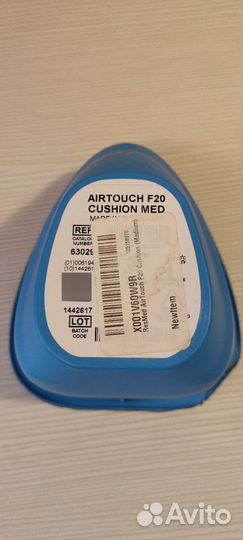 AIRTOUCH F20
CUSHION MED
MADE IN
REF
CATALOG
NUMBER
63029
(01)006194
(10)144261
1442617
LOT
BATCH
CODE
X001V60W9R
ResMed AirTouch F20 Cushion (Medium)
NewItem
Avito